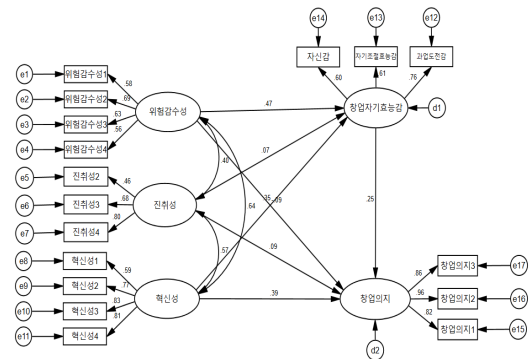 e14
e13
e12
자신감
자기조절효능감
과업도전감
.60
.61
.76
e1
위험감수성1
e2
위험감수성2
e3
위험감수성3
e4
위험감수성4
.58
.69
.63
.56
위험감수성
.47
창업자기효능감
d1
e5
진취성2
e6
진취성3
e7
진취성4
.46
.68
.80
진취성
.40
.07
.35
.09
.64
.25
.57
.09
e8
혁신성1
e9
혁신성2
e10
혁신성3
e11
혁신성4
.59
.77
.83
.81
혁신성
.39
창업의지
d2
.86
.96
.82
창업의지3
e17
창업의지2
e16
창업의지1
e15